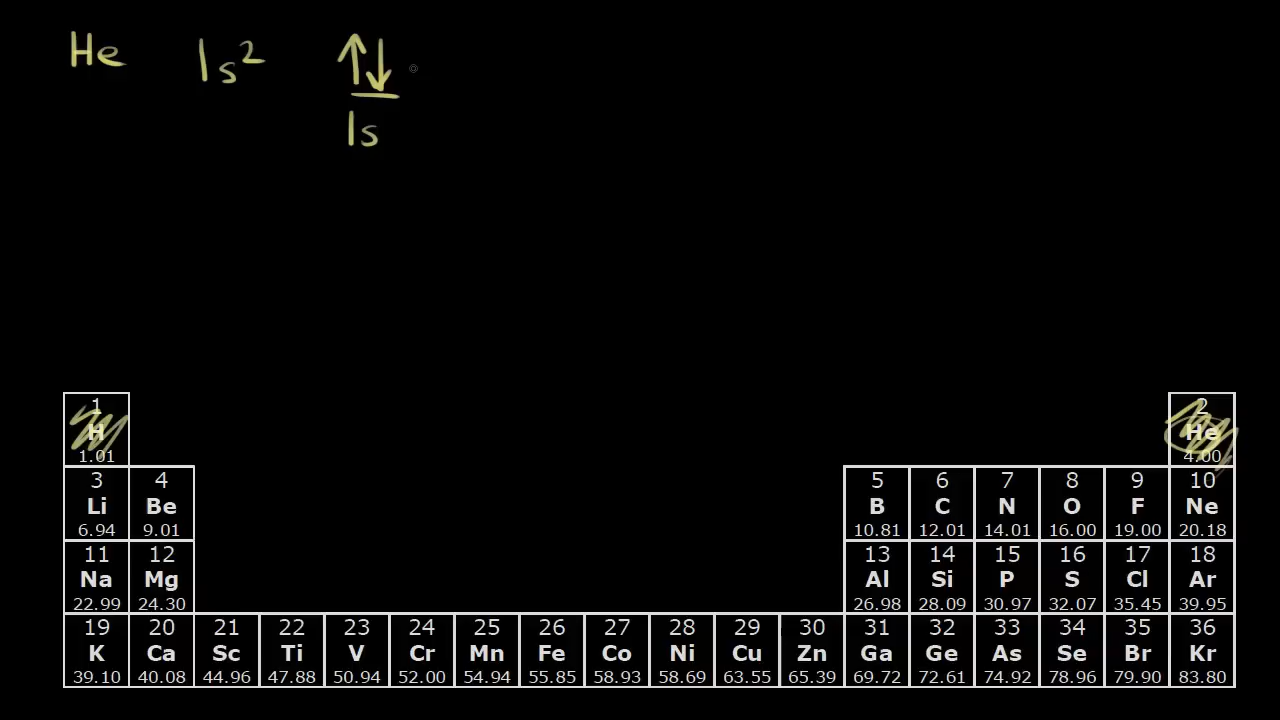 He 1s² ↑↓
1s
1 2
H He
1.01 4.00
3 4 5 6 7 8 9 10
Li Be B C N O F Ne
6.94 9.01 10.81 12.01 14.01 16.00 19.00 20.18
11 12 13 14 15 16 17 18
Na Mg Al Si P S Cl Ar
22.99 24.30 26.98 28.09 30.97 32.07 35.45 39.95
19 20 21 22 23 24 25 26 27 28 29 30 31 32 33 34 35 36
K Ca Sc Ti V Cr Mn Fe Co Ni Cu Zn Ga Ge As Se Br Kr
39.10 40.08 44.96 47.88 50.94 52.00 54.94 55.85 58.93 58.69 63.55 65.39 69.72 72.61 74.92 78.96 79.90 83.80